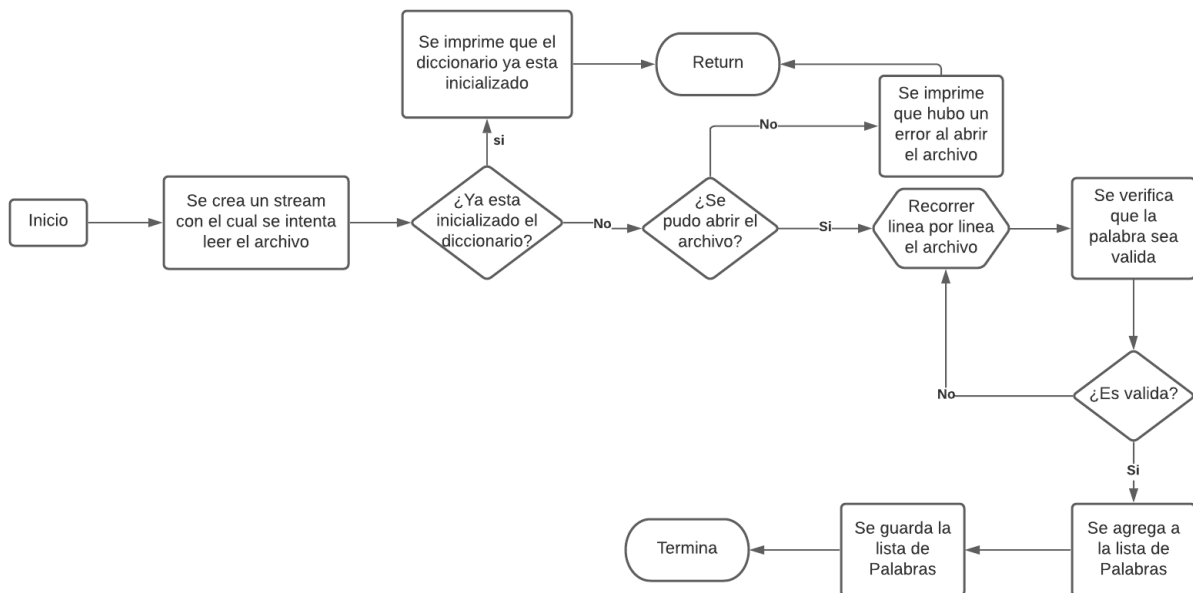 Inicio
Se crea un stream
con el cual se intenta
leer el archivo
¿Ya esta
inicializado el
diccionario?
si
Se imprime que el
diccionario ya esta
inicializado
Return
No
¿Se
pudo abrir el
archivo?
No
Se imprime
que hubo un
error al abrir
el archivo
Si
Recorrer
linea por linea
el archivo
Se verifica
que la
palabra sea
valida
¿Es valida?
No
Si
Se agrega a
la lista de
Palabras
Se guarda la
lista de
Palabras
Termina